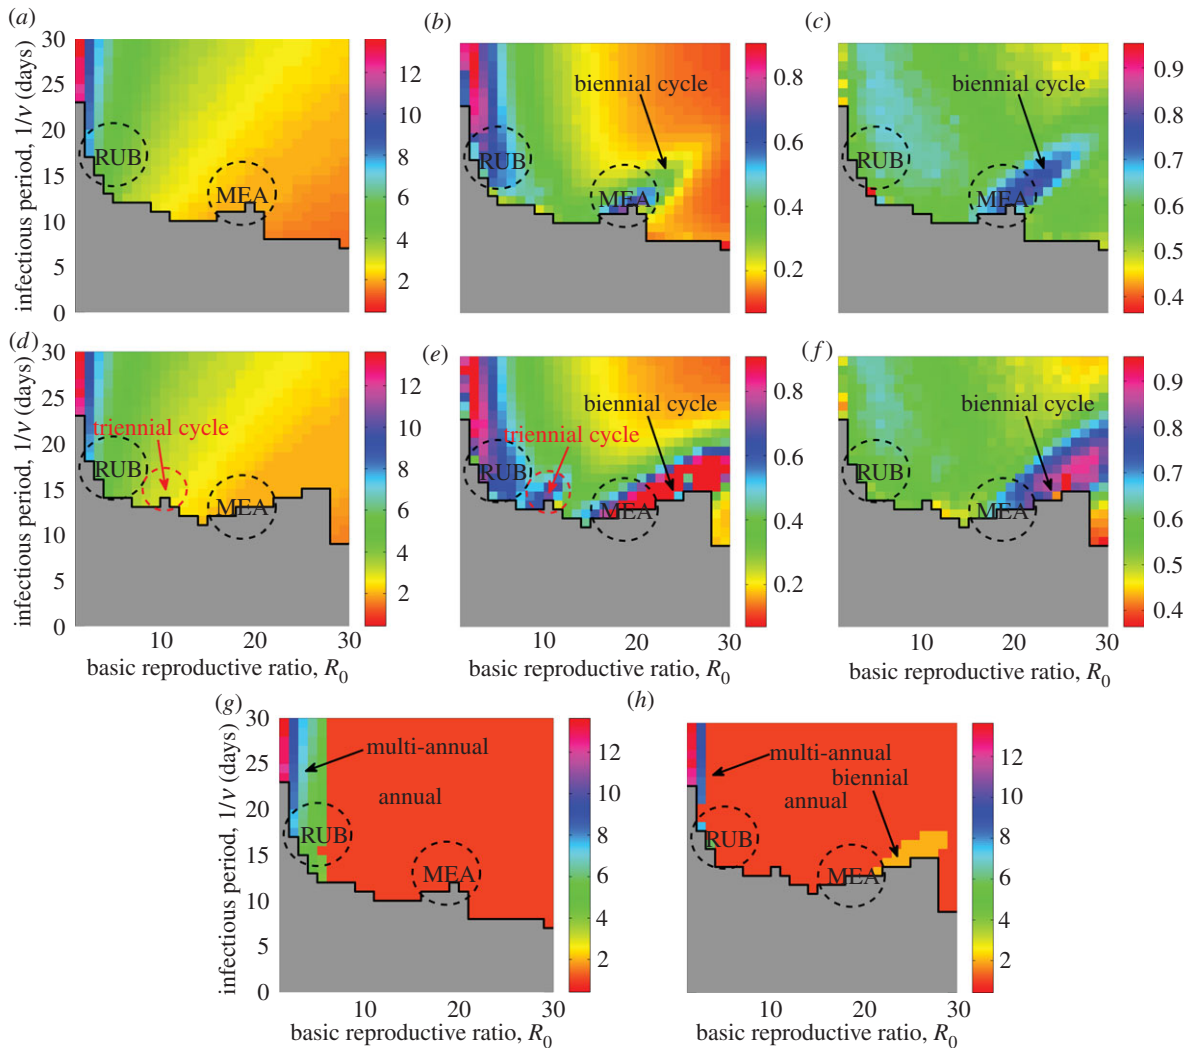 (a) (b) (c)
infectious period, 1/ν (days)
30
25
20
15
10
5
0
RUB
MEA
12
10
8
6
4
2
biennial cycle
RUB
MEA
0.8
0.6
0.4
0.2
biennial cycle
RUB
MEA
0.9
0.8
0.7
0.6
0.5
0.4
(d) (e) (f)
infectious period, 1/ν (days)
30
25
20
15
10
5
0
triennial cycle
RUB
MEA
10 20 30
basic reproductive ratio, R₀
12
10
8
6
4
2
biennial cycle
triennial cycle
RUB
MEA
10 20 30
basic reproductive ratio, R₀
0.8
0.6
0.4
0.2
biennial cycle
RUB
MEA
10 20 30
basic reproductive ratio, R₀
0.9
0.8
0.7
0.6
0.5
0.4
(g) (h)
infectious period, 1/ν (days)
30
25
20
15
10
5
0
multi-annual
annual
RUB
MEA
10 20 30
basic reproductive ratio, R₀
12
10
8
6
4
2
multi-annual
biennial
annual
RUB
MEA
10 20 30
basic reproductive ratio, R₀
12
10
8
6
4
2